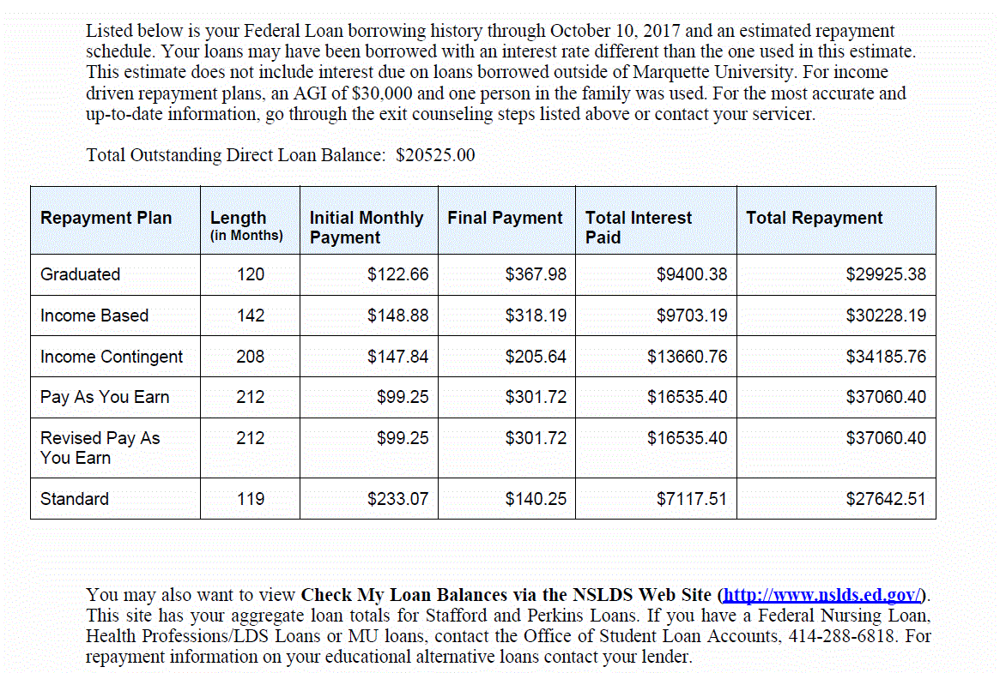 Listed below is your Federal Loan borrowing history through October 10, 2017 and an estimated repayment
schedule. Your loans may have been borrowed with an interest rate different than the one used in this estimate.
This estimate does not include interest due on loans borrowed outside of Marquette University. For income
driven repayment plans, an AGI of $30,000 and one person in the family was used. For the most accurate and
up-to-date information, go through the exit counseling steps listed above or contact your servicer.
Total Outstanding Direct Loan Balance: $20525.00
Repayment Plan Length (in Months) Initial Monthly Payment Final Payment Total Interest Paid Total Repayment
Graduated 120 $122.66 $367.98 $9400.38 $29925.38
Income Based 142 $148.88 $318.19 $9703.19 $30228.19
Income Contingent 208 $147.84 $205.64 $13660.76 $34185.76
Pay As You Earn 212 $99.25 $301.72 $16535.40 $37060.40
Revised Pay As You Earn 212 $99.25 $301.72 $16535.40 $37060.40
Standard 119 $233.07 $140.25 $7117.51 $27642.51
You may also want to view Check My Loan Balances via the NSLDS Web Site (http://www.nslds.ed.gov/).
This site has your aggregate loan totals for Stafford and Perkins Loans. If you have a Federal Nursing Loan,
Health Professions/LDS Loans or MU loans, contact the Office of Student Loan Accounts, 414-288-6818. For
repayment information on your educational alternative loans contact your lender.